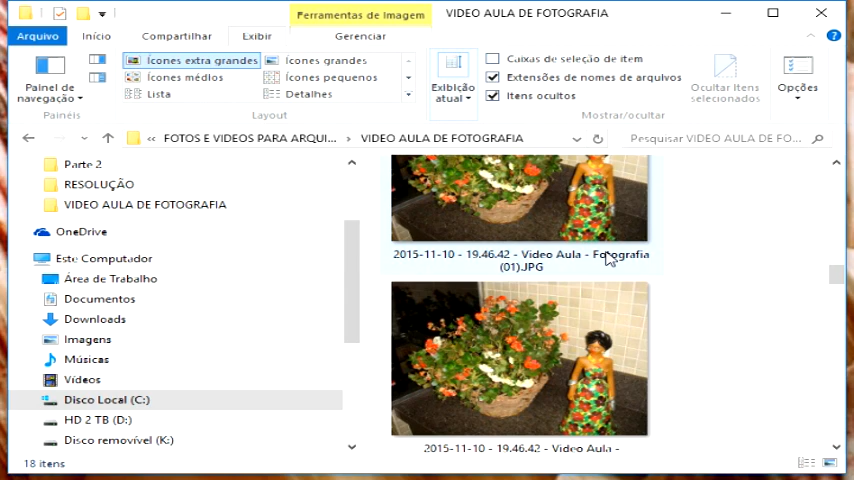 Ferramentas de Imagem
VIDEO AULA DE FOTOGRAFIA
Arquivo
Início
Compartilhar
Exibir
Gerenciar
Painel de navegação
Ícones extra grandes
Ícones grandes
Ícones médios
Ícones pequenos
Lista
Detalhes
Exibição atual
Caixas de seleção de item
Extensões de nomes de arquivos
Itens ocultos
Ocultar itens selecionados
Opções
Painéis
Layout
Mostrar/ocultar
« FOTOS E VIDEOS PARA ARQUI... › VIDEO AULA DE FOTOGRAFIA
Pesquisar VIDEO AULA DE FO...
Parte 2
RESOLUÇÃO
VIDEO AULA DE FOTOGRAFIA
OneDrive
Este Computador
Área de Trabalho
Documentos
Downloads
Imagens
Músicas
Vídeos
Disco Local (C:)
HD 2 TB (D:)
Disco removível (K:)
2015-11-10 - 19.46.42 - Video Aula - Fotografia
(01).JPG
2015-11-10 - 19.46.42 - Video Aula -
18 itens